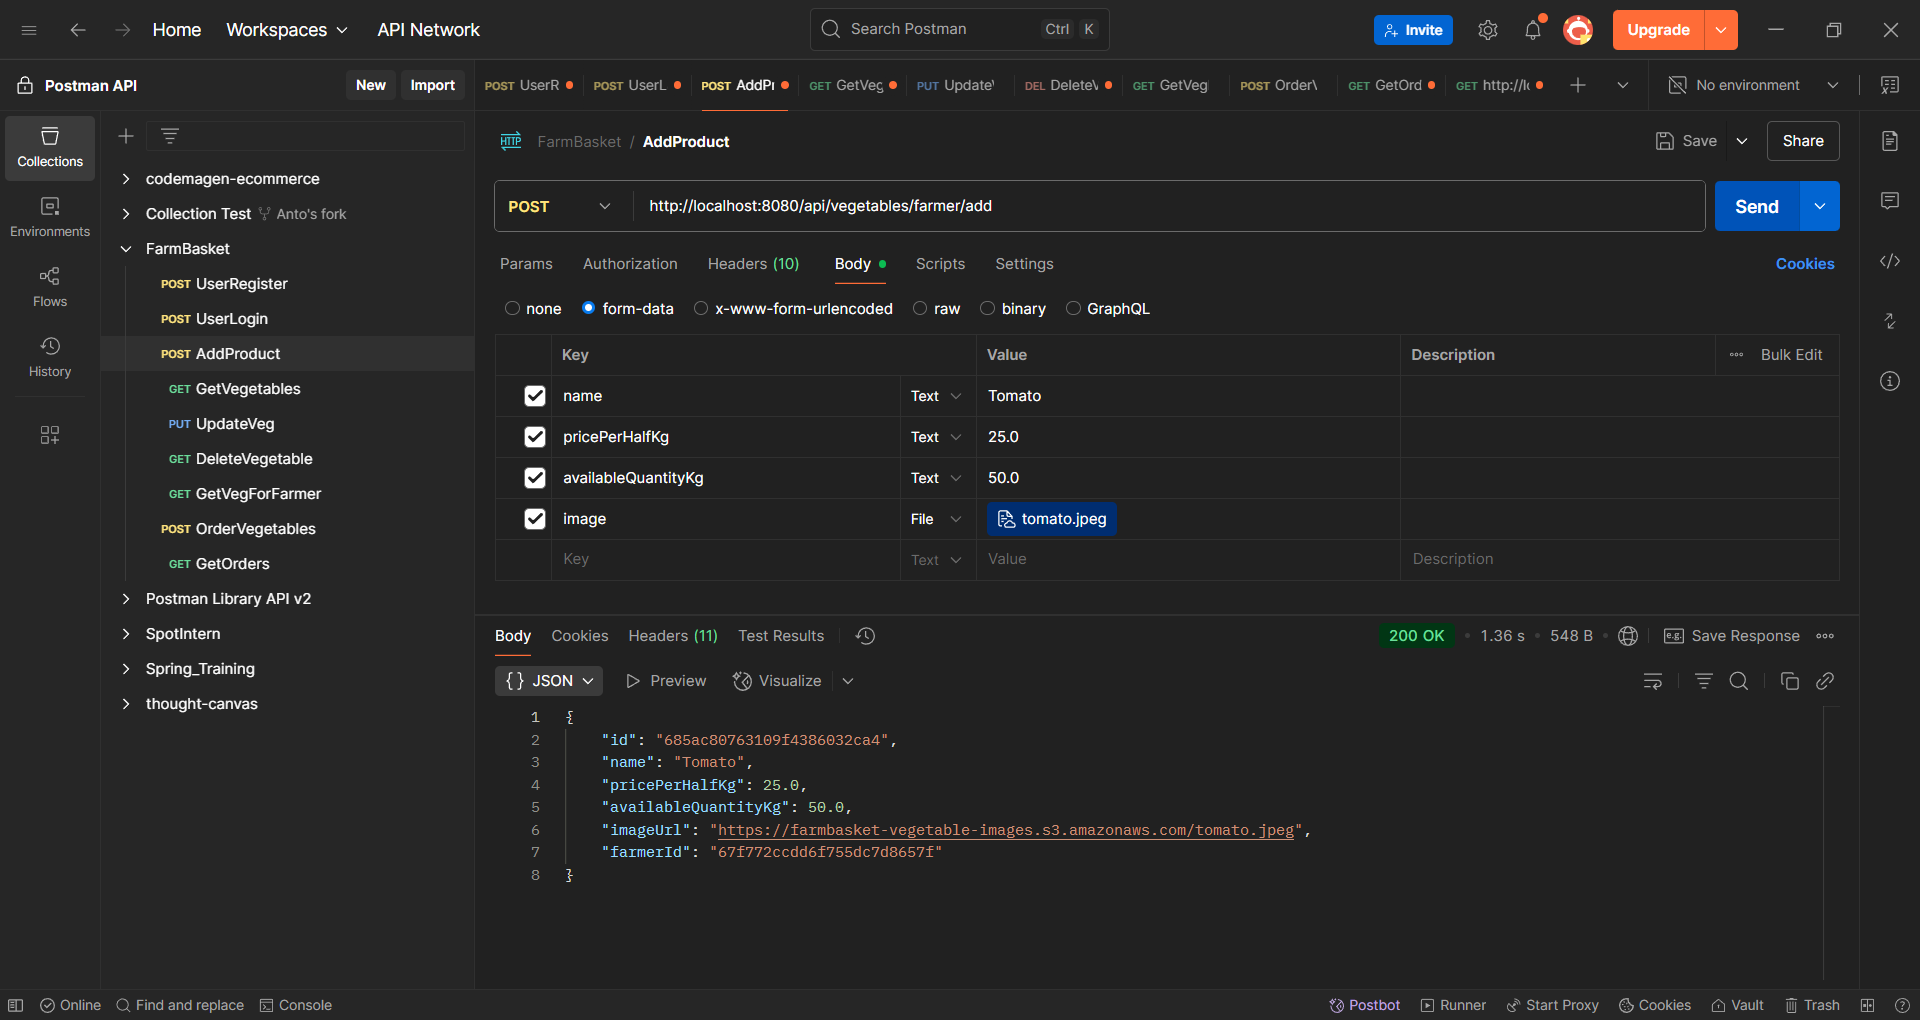 Home Workspaces API Network Search Postman Ctrl K Invite Upgrade
Postman API New Import
POST UserR POST UserL POST AddPr GET GetVeg PUT Update DEL Delete GET GetVeg POST Order GET GetOrd GET http://l No environment
Collections
Environments
Flows
History
codemagen-ecommerce
Collection Test Anto's fork
FarmBasket
POST UserRegister
POST UserLogin
POST AddProduct
GET GetVegetables
PUT UpdateVeg
GET DeleteVegetable
GET GetVegForFarmer
POST OrderVegetables
GET GetOrders
Postman Library API v2
SpotIntern
Spring_Training
thought-canvas
HTTP FarmBasket / AddProduct Save Share
POST http://localhost:8080/api/vegetables/farmer/add Send
Params Authorization Headers (10) Body Scripts Settings Cookies
none form-data x-www-form-urlencoded raw binary GraphQL
Key Value Description Bulk Edit
name Text Tomato
pricePerHalfKg Text 25.0
availableQuantityKg Text 50.0
image File tomato.jpeg
Key Text Value Description
Body Cookies Headers (11) Test Results 200 OK 1.36 s 548 B e.g. Save Response
{} JSON Preview Visualize
1 {
2 "id": "685ac80763109f4386032ca4",
3 "name": "Tomato",
4 "pricePerHalfKg": 25.0,
5 "availableQuantityKg": 50.0,
6 "imageUrl": "https://farmbasket-vegetable-images.s3.amazonaws.com/tomato.jpeg",
7 "farmerId": "67f772ccdd6f755dc7d8657f"
8 }
Online Find and replace Console Postbot Runner Start Proxy Cookies Vault Trash